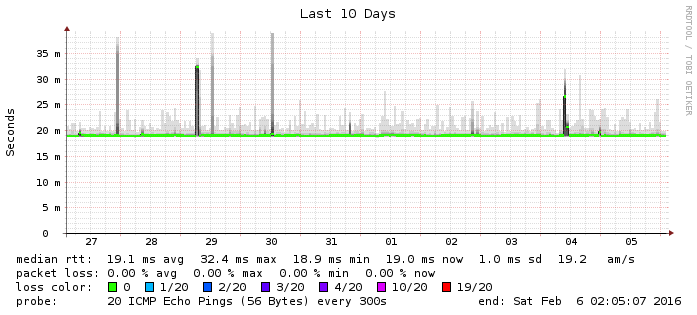 Last 10 Days
RRDTOOL / TOBI OETIKER
Seconds
35 m
30 m
25 m
20 m
15 m
10 m
5 m
0
27 28 29 30 31 01 02 03 04 05
median rtt: 19.1 ms avg 32.4 ms max 18.9 ms min 19.0 ms now 1.0 ms sd 19.2 am/s
packet loss: 0.00 % avg 0.00 % max 0.00 % min 0.00 % now
loss color: 0 1/20 2/20 3/20 4/20 10/20 19/20
probe: 20 ICMP Echo Pings (56 Bytes) every 300s end: Sat Feb 6 02:05:07 2016